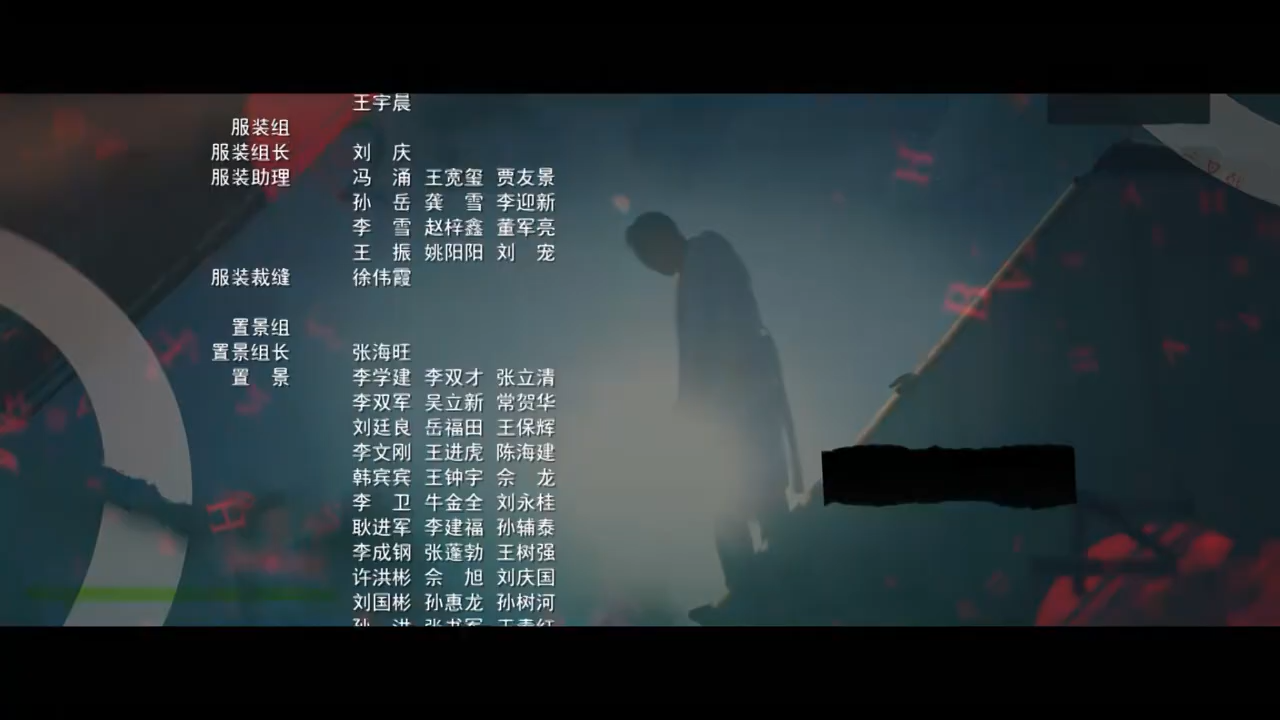 王宇晨
服装组
服装组长 刘 庆
服装助理 冯 涌 王宽玺 贾友景
孙 岳 龚 雪 李迎新
李 雪 赵梓鑫 董军亮
王 振 姚阳阳 刘 宠
服装裁缝 徐伟霞
置景组
置景组长 张海旺
置 景 李学建 李双才 张立清
李双军 吴立新 常贺华
刘廷良 岳福田 王保辉
李文刚 王进虎 陈海建
韩宾宾 王钟宇 佘 龙
李 卫 牛金全 刘永桂
耿进军 李建福 孙辅泰
李成钢 张蓬勃 王树强
许洪彬 佘 旭 刘庆国
刘国彬 孙惠龙 孙树河